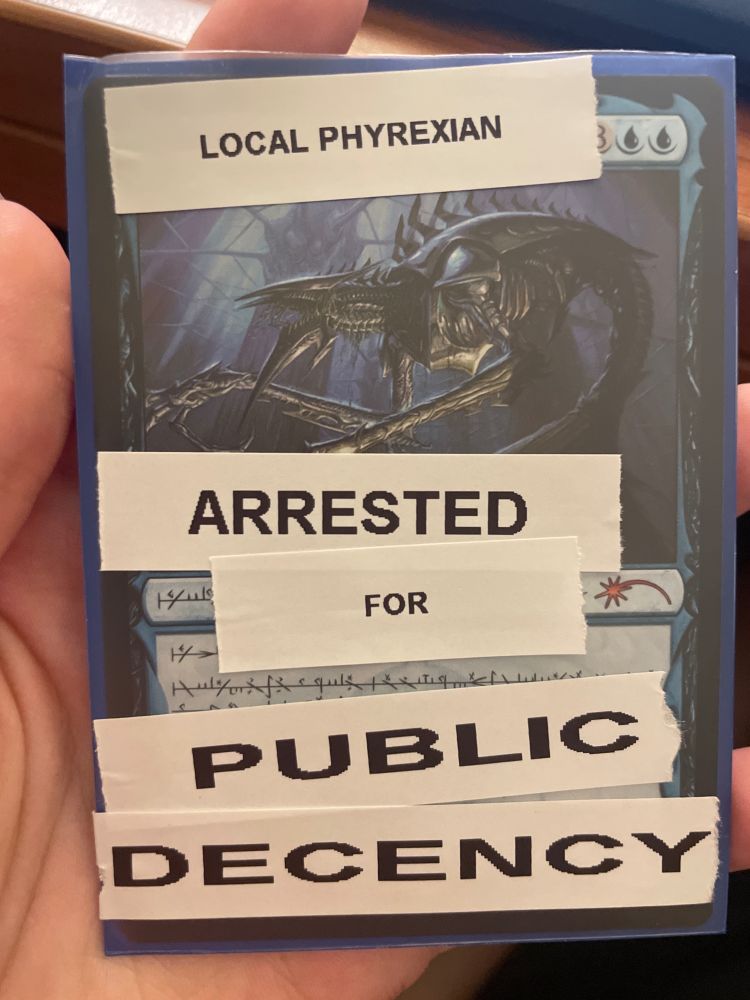 LOCAL PHYREXIAN
ARRESTED
FOR
PUBLIC
DECENCY